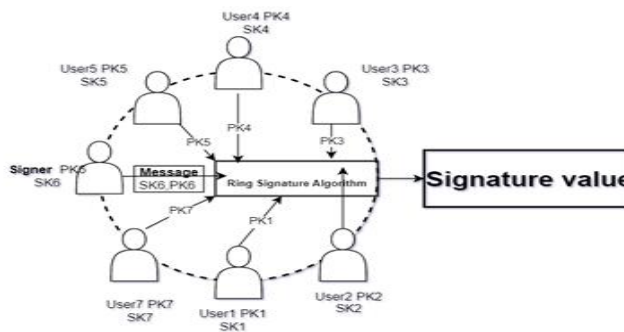 User4 PK4
SK4
User5 PK5
SK5
User3 PK3
SK3
PK5
PK4
PK3
Signer PK6
SK6
Message
SK6,PK6
Ring Signature Algorithm
Signature value
PK7
PK1
User7 PK7
SK7
User1 PK1
SK1
User2 PK2
SK2